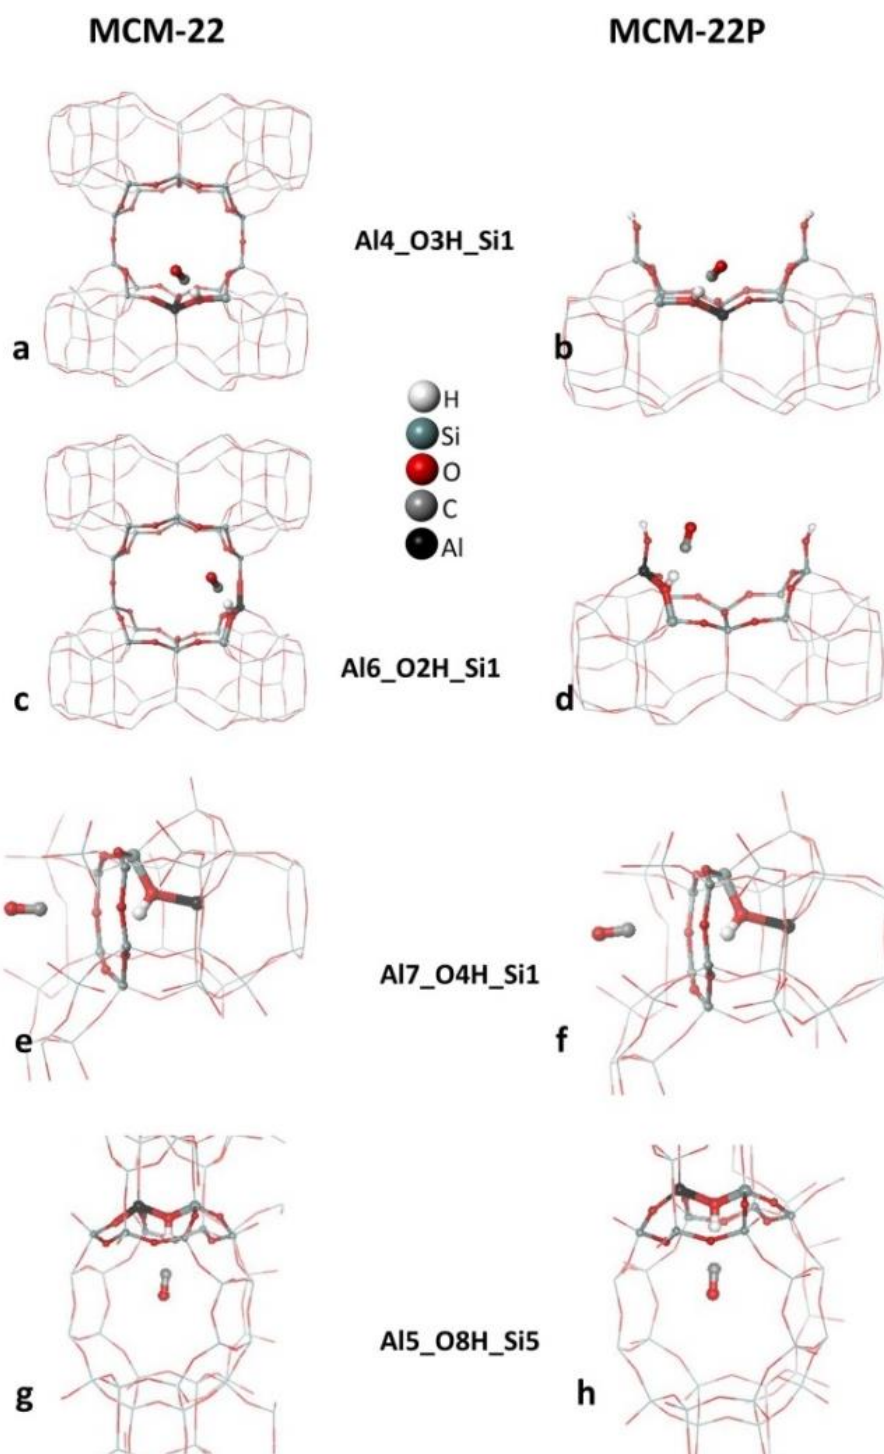 MCM-22 MCM-22P
Al4_O3H_Si1
a b
H
Si
O
C
Al
Al6_O2H_Si1
c d
Al7_O4H_Si1
e f
Al5_O8H_Si5
g h